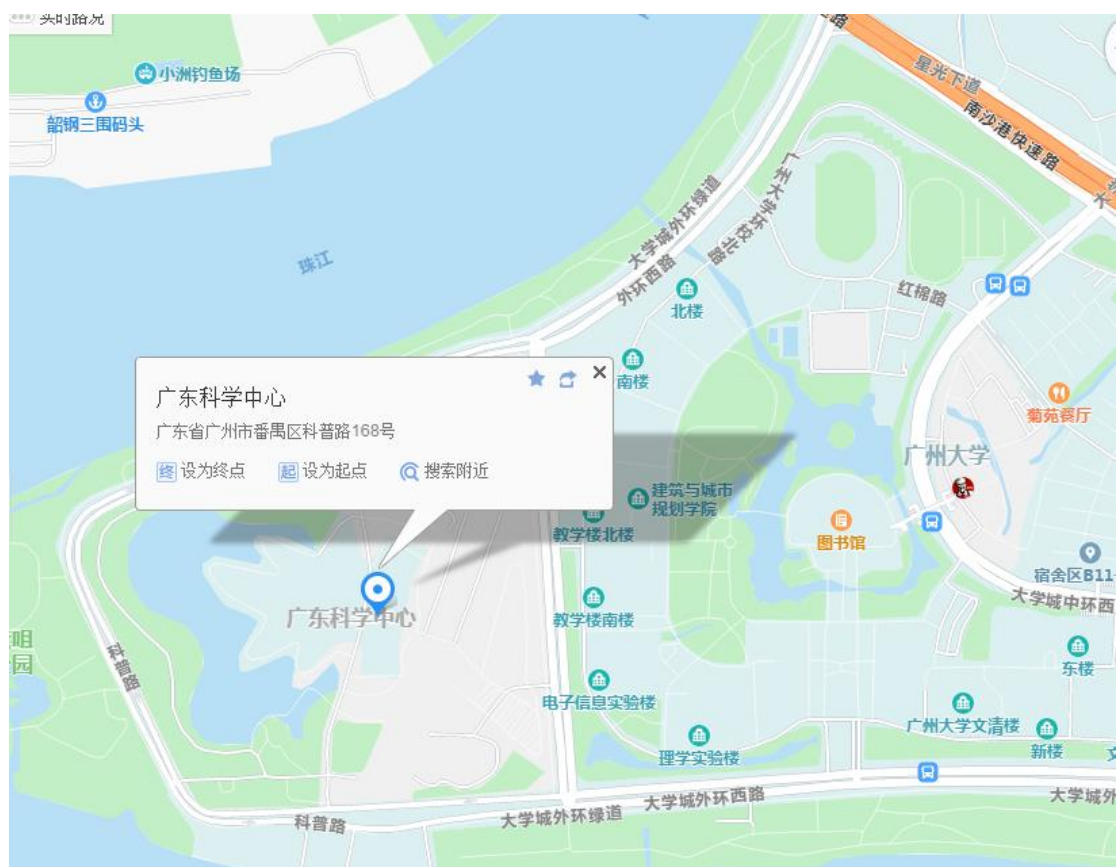 实时路况
小洲钓鱼场
韶钢三围码头
珠江
星光下道
南沙港快速路
广州大学环校北路
大学城外环绿道
外环西路
红棉路
北楼
南楼
菊苑餐厅
广州大学
广东科学中心
广东省广州市番禺区科普路168号
终 设为终点
起 设为起点
搜索附近
建筑与城市
规划学院
教学楼北楼
图书馆
宿舍区B11
大学城中环西
广东科学中心
教学楼南楼
东楼
科普路
电子信息实验楼
广州大学文清楼
新楼
理学实验楼
科普路
大学城外环绿道
大学城外环西路
大学城外